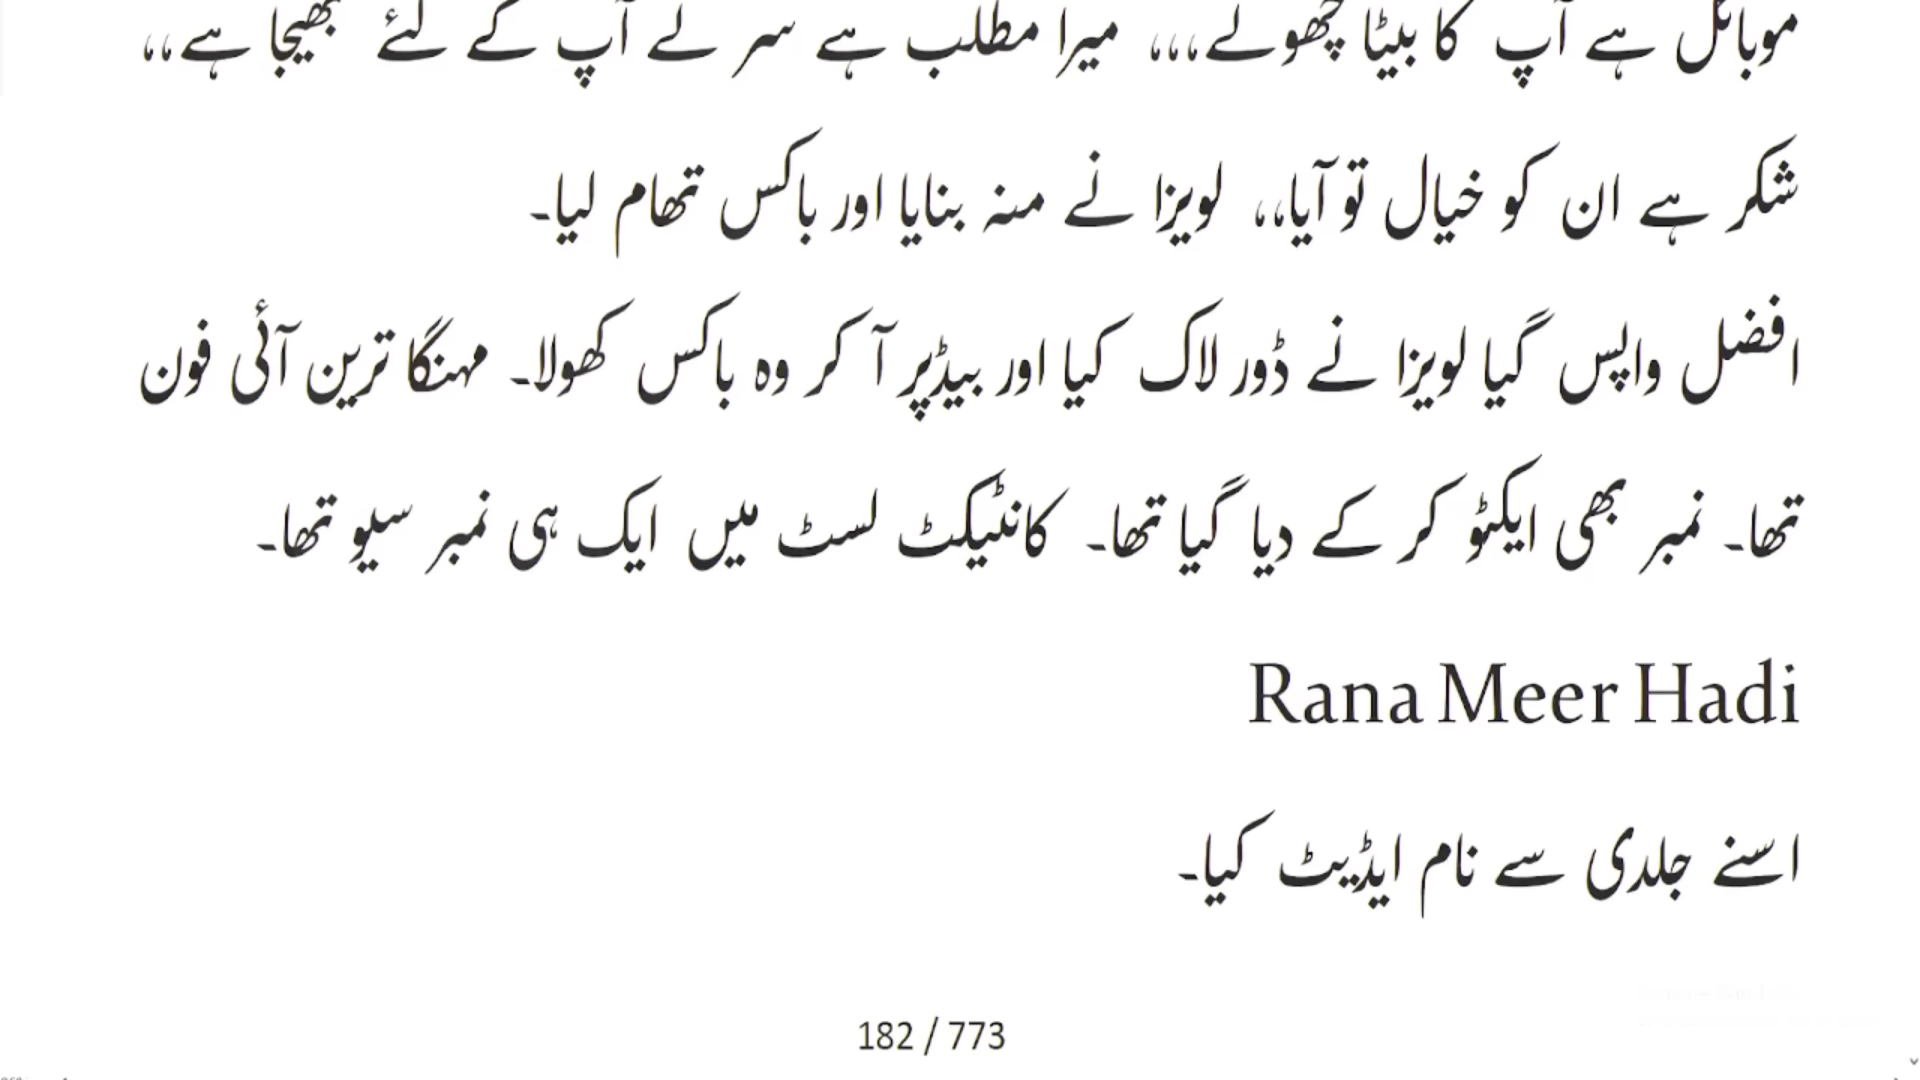 موبائل ہے آپ کا بیٹا چھولے،،، میرا مطلب ہے سر لے آپ کے لئے بھیجا ہے،،
شکر ہے ان کو خیال تو آیا،، لویزا نے منہ بنایا اور باکس تھام لیا۔
افضل واپس گیا لویزا نے ڈور لاک کیا اور بیڈ پر آ کر وہ باکس کھولا۔ مہنگا ترین آئی فون
تھا۔ نمبر بھی ایکٹو کر کے دیا گیا تھا۔ کانٹیکٹ لسٹ میں ایک ہی نمبر سیو تھا۔
Rana Meer Hadi
اسنے جلدی سے نام ایڈیٹ کیا۔
182 / 773